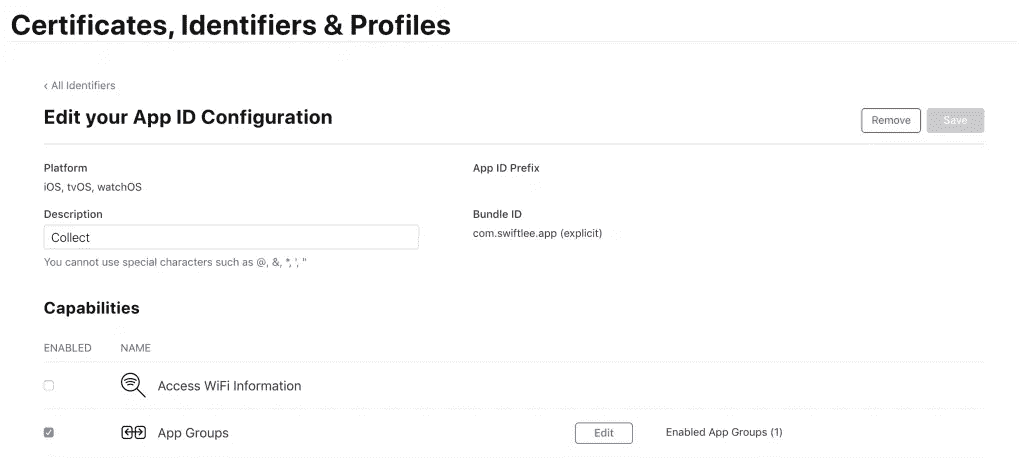 Certificates, Identifiers & Profiles
‹ All Identifiers
Edit your App ID Configuration
Remove
Save
Platform
App ID Prefix
iOS, tvOS, watchOS
Description
Bundle ID
Collect
com.swiftlee.app (explicit)
You cannot use special characters such as @, &, *, ', "
Capabilities
ENABLED NAME
Access WiFi Information
App Groups
Edit
Enabled App Groups (1)